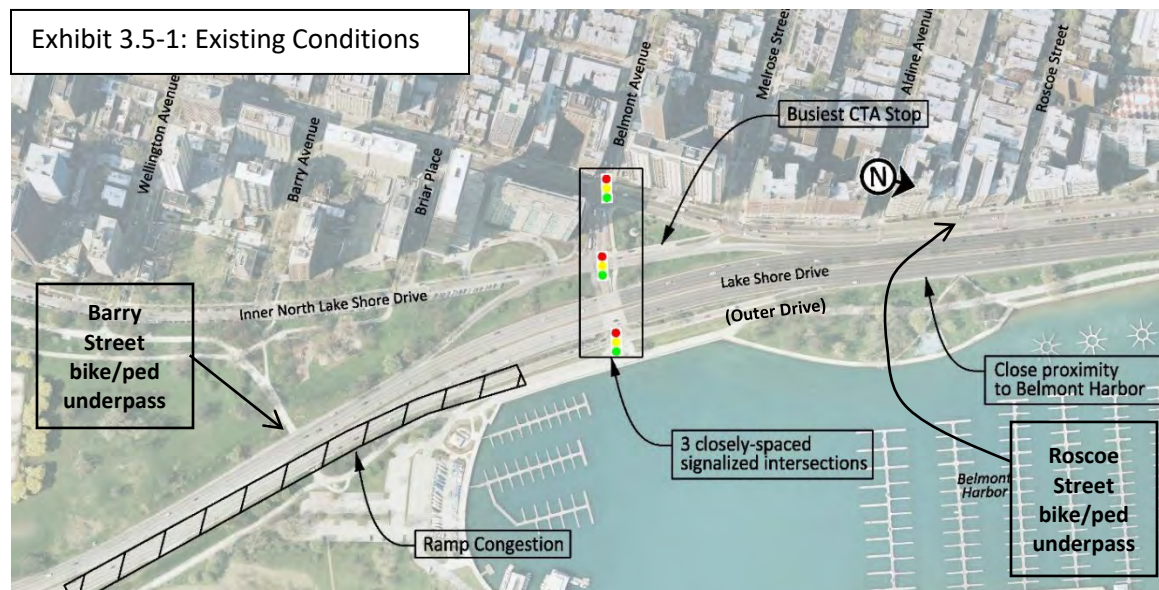 Exhibit 3.5-1: Existing Conditions
Wellington Avenue
Barry Avenue
Briar Place
Belmont Avenue
Melrose Street
Aldine Avenue
Roscoe Street
Busiest CTA Stop
N
Inner North Lake Shore Drive
Lake Shore Drive
(Outer Drive)
Barry
Street
bike/ped
underpass
Close proximity
to Belmont Harbor
3 closely-spaced
signalized intersections
Ramp Congestion
Belmont
Harbor
Roscoe
Street
bike/ped
underpass